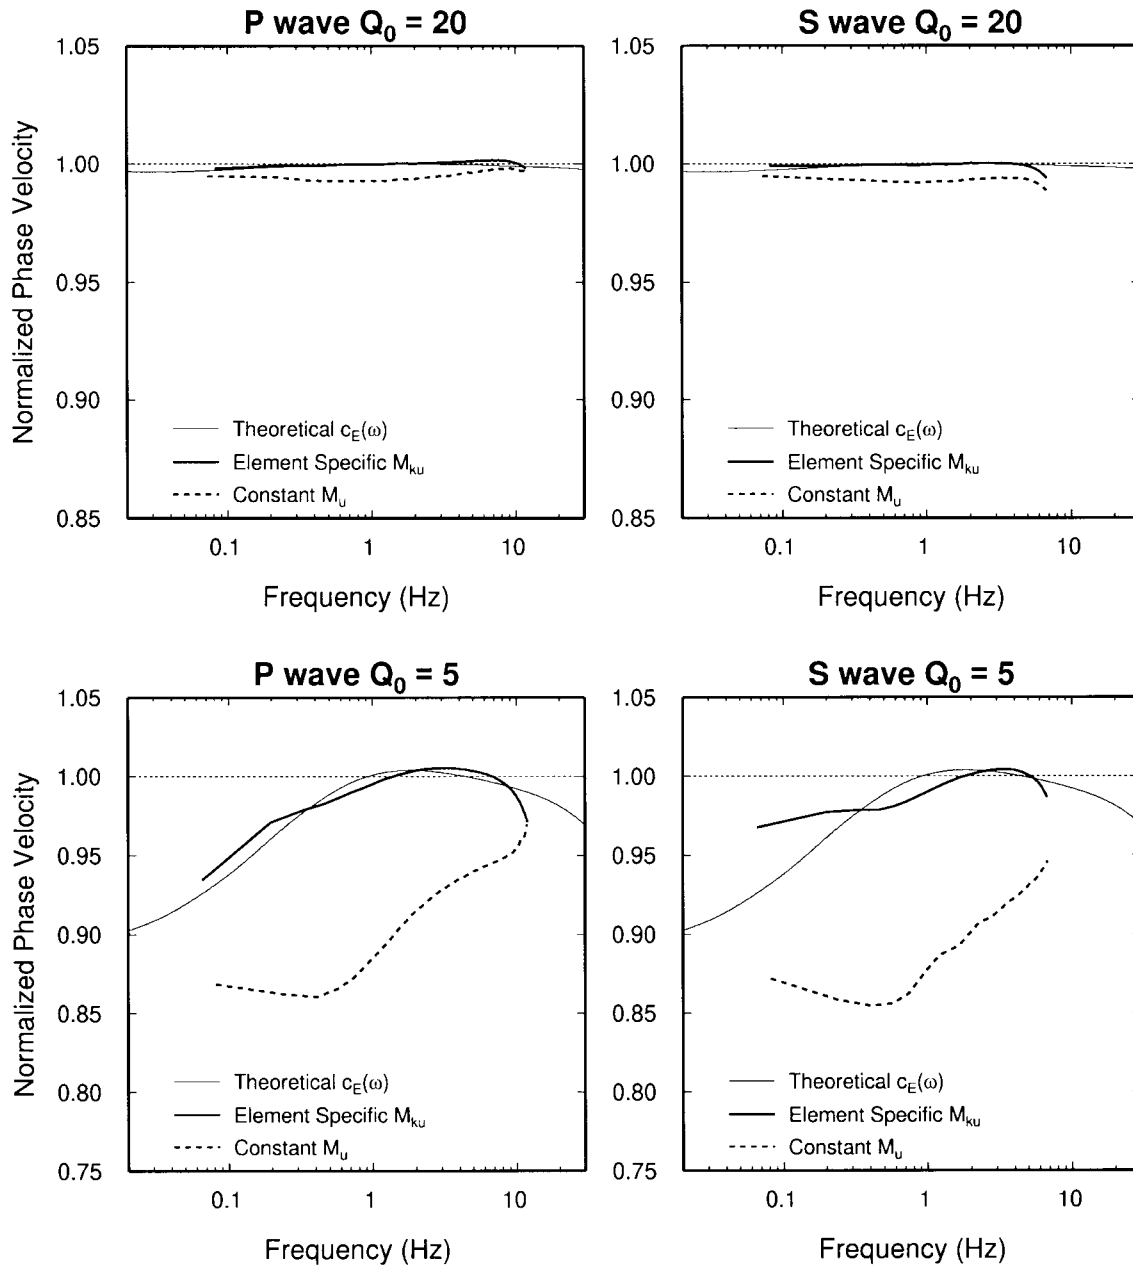 P wave Q0 = 20
1.05
1.00
0.95
0.90
0.85
Normalized Phase Velocity
Theoretical cE(ω)
Element Specific Mku
Constant Mu
0.1
1
10
Frequency (Hz)
S wave Q0 = 20
1.05
1.00
0.95
0.90
0.85
Theoretical cE(ω)
Element Specific Mku
Constant Mu
0.1
1
10
Frequency (Hz)
P wave Q0 = 5
1.05
1.00
0.95
0.90
0.85
0.80
0.75
Normalized Phase Velocity
Theoretical cE(ω)
Element Specific Mku
Constant Mu
0.1
1
10
Frequency (Hz)
S wave Q0 = 5
1.05
1.00
0.95
0.90
0.85
0.80
0.75
Theoretical cE(ω)
Element Specific Mku
Constant Mu
0.1
1
10
Frequency (Hz)